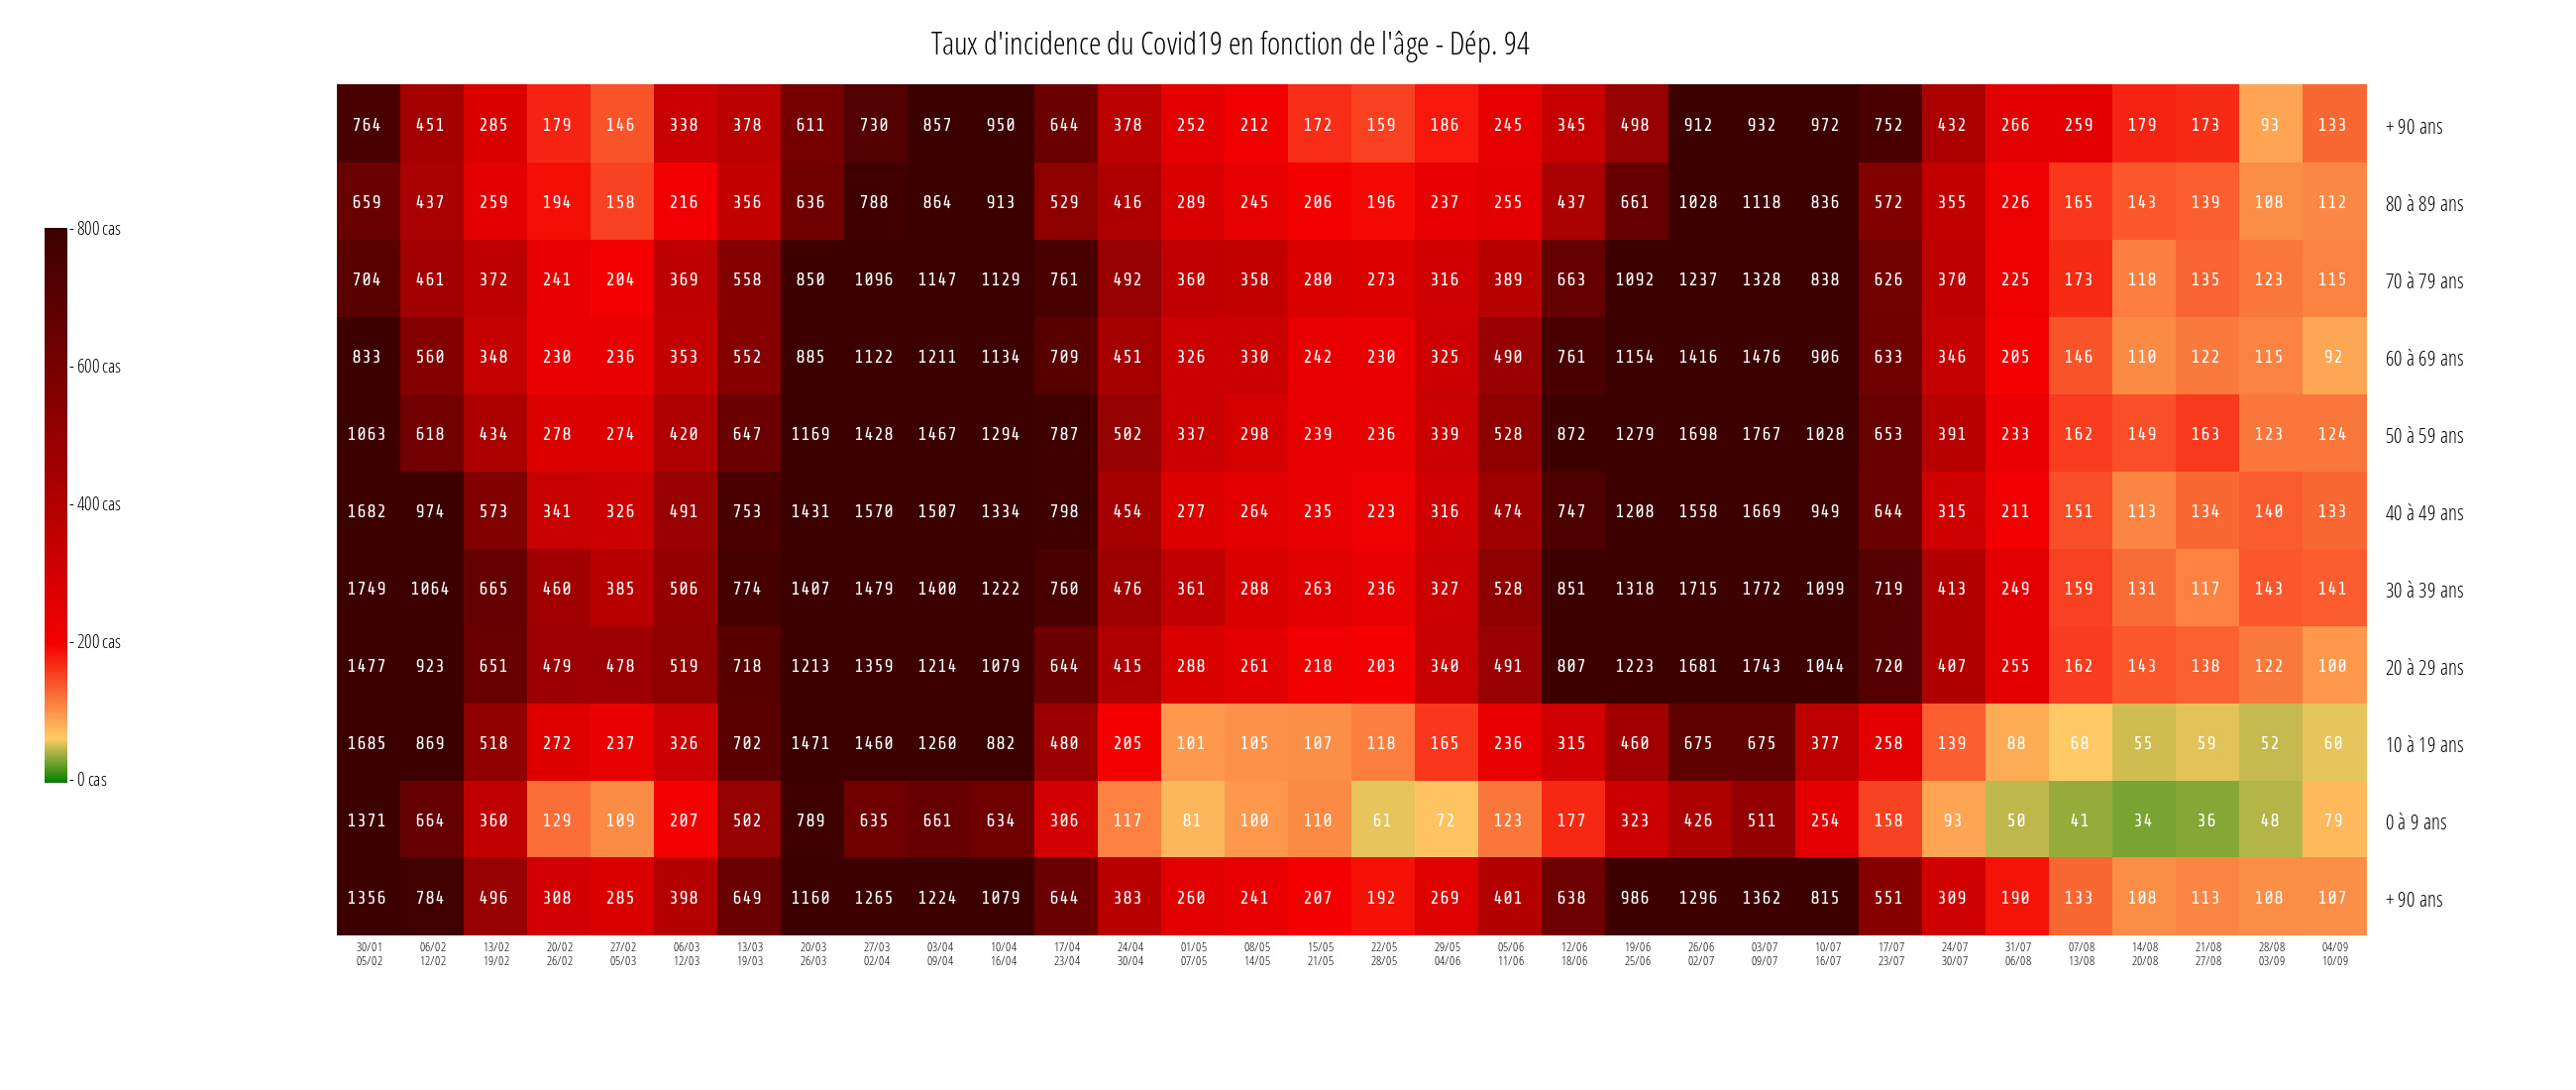 Taux d'incidence du Covid19 en fonction de l'âge - Dép. 94
764 451 285 179 146 338 378 611 730 857 950 644 378 252 212 172 159 186 245 345 498 912 932 972 752 432 266 259 179 173 93 133 + 90 ans
659 437 259 194 158 216 356 636 788 864 913 529 416 289 245 206 196 237 255 437 661 1028 1118 836 572 355 226 165 143 139 108 112 80 à 89 ans
- 800 cas
704 461 372 241 204 369 558 850 1096 1147 1129 761 492 360 358 280 273 316 389 663 1092 1237 1328 838 626 370 225 173 118 135 123 115 70 à 79 ans
833 560 348 230 236 353 552 885 1122 1211 1134 709 451 326 330 242 230 325 490 761 1154 1416 1476 906 633 346 205 146 110 122 115 92 60 à 69 ans
- 600 cas
1063 618 434 278 274 420 647 1169 1428 1467 1294 787 502 337 298 239 236 339 528 872 1279 1698 1767 1028 653 391 233 162 149 163 123 124 50 à 59 ans
- 400 cas
1682 974 573 341 326 491 753 1431 1570 1507 1334 798 454 277 264 235 223 316 474 747 1208 1558 1669 949 644 315 211 151 113 134 140 133 40 à 49 ans
1749 1064 665 460 385 506 774 1407 1479 1400 1222 760 476 361 288 263 236 327 528 851 1318 1715 1772 1099 719 413 249 159 131 117 143 141 30 à 39 ans
- 200 cas
1477 923 651 479 478 519 718 1213 1359 1214 1079 644 415 288 261 218 203 340 491 807 1223 1681 1743 1044 720 407 255 162 143 138 122 100 20 à 29 ans
1685 869 518 272 237 326 702 1471 1460 1260 882 480 205 101 105 107 118 165 236 315 460 675 675 377 258 139 88 68 55 59 52 60 10 à 19 ans
- 0 cas
1371 664 360 129 109 207 502 789 635 661 634 306 117 81 100 110 61 72 123 177 323 426 511 254 158 93 50 41 34 36 48 79 0 à 9 ans
1356 784 496 308 285 398 649 1160 1265 1224 1079 644 383 260 241 207 192 269 401 638 986 1296 1362 815 551 309 190 133 108 113 108 107 + 90 ans
30/01 06/02 13/02 20/02 27/02 06/03 13/03 20/03 27/03 03/04 10/04 17/04 24/04 01/05 08/05 15/05 22/05 29/05 05/06 12/06 19/06 26/06 03/07 10/07 17/07 24/07 31/07 07/08 14/08 21/08 28/08 04/09
05/02 12/02 19/02 26/02 05/03 12/03 19/03 26/03 02/04 09/04 16/04 23/04 30/04 07/05 14/05 21/05 28/05 04/06 11/06 18/06 25/06 02/07 09/07 16/07 23/07 30/07 06/08 13/08 20/08 27/08 03/09 10/09